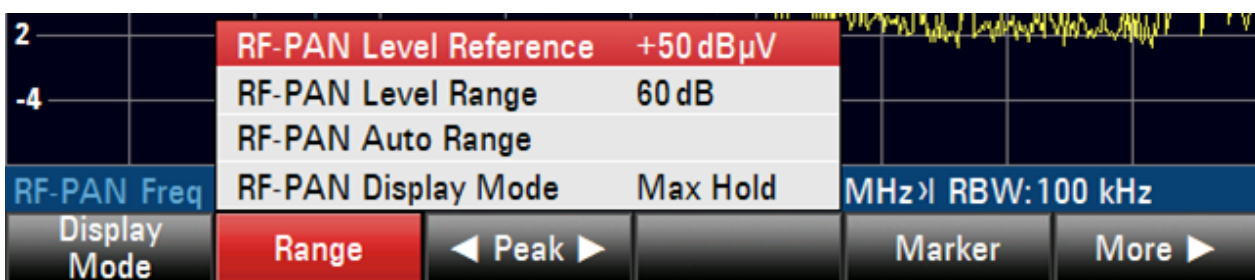 2
-4
RF-PAN Level Reference +50 dBµV
RF-PAN Level Range 60 dB
RF-PAN Auto Range
RF-PAN Display Mode Max Hold
RF-PAN Freq
MHz RBW:100 kHz
Display
Mode
Range
◀ Peak ▶
Marker
More ▶